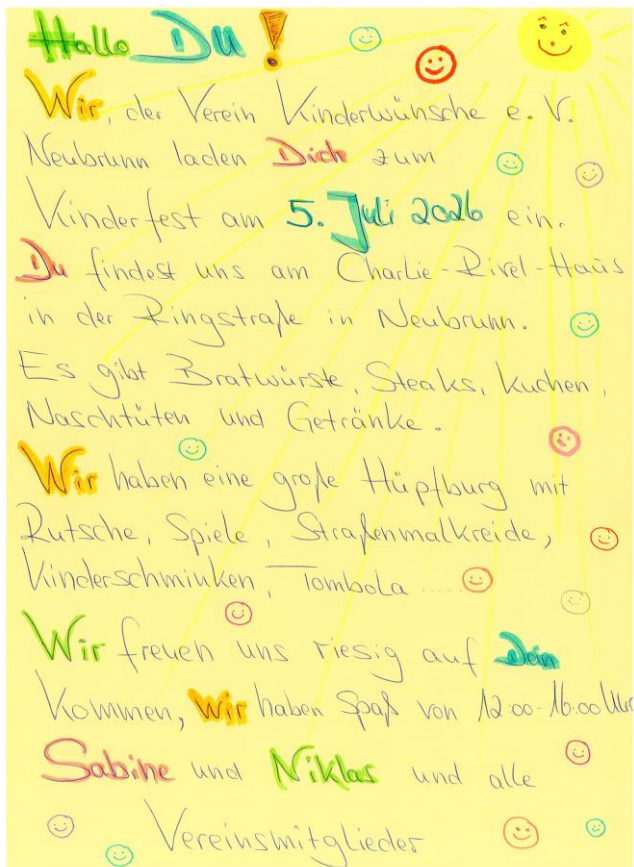 Hallo Du!
Wir, der Verein Kinderwünsche e. V.
Neubrunn laden Dich zum
Kinderfest am 5. Juli 2026 ein.
Du findest uns am Charlie-Rivel-Haus
in der Ringstraße in Neubrunn.
Es gibt Bratwürste, Steaks, Kuchen,
Naschtüten und Getränke.
Wir haben eine große Hüpfburg mit
Rutsche, Spiele, Straßenmalkreide,
Kinderschminken, Tombola .....
Wir freuen uns riesig auf Dein
Kommen, Wir haben Spaß von 12:00-16:00 Uhr
Sabine und Niklas und alle
Vereinsmitglieder